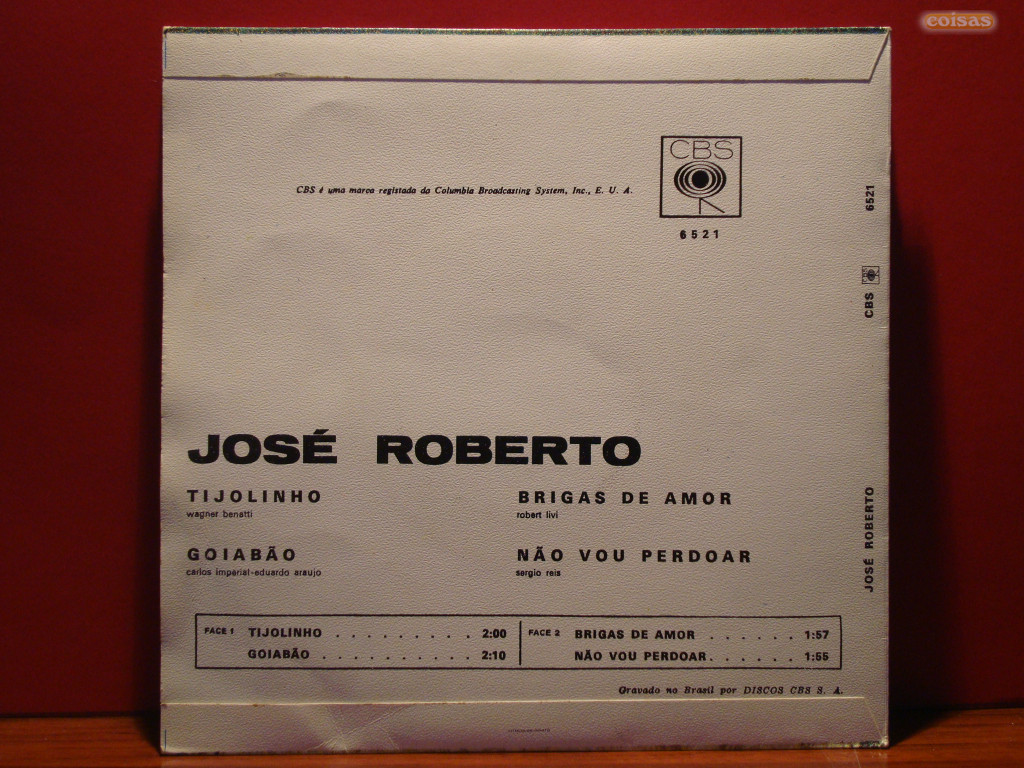 coisas
CBS
CBS é uma marca registada da Columbia Broadcasting System, Inc., E. U. A.
6521
6521
CBS
CBS
JOSÉ ROBERTO
JOSÉ ROBERTO
TIJOLINHO
wagner benatti
BRIGAS DE AMOR
robert livi
GOIABÃO
carlos imperial-eduardo araujo
NÃO VOU PERDOAR
sergio reis
FACE 1 TIJOLINHO . . . . . . . . . 2:00
GOIABÃO . . . . . . . . . . 2:10
FACE 2 BRIGAS DE AMOR . . . . . . 1:57
NÃO VOU PERDOAR. . . . . . 1:55
Gravado no Brasil por DISCOS CBS S. A.